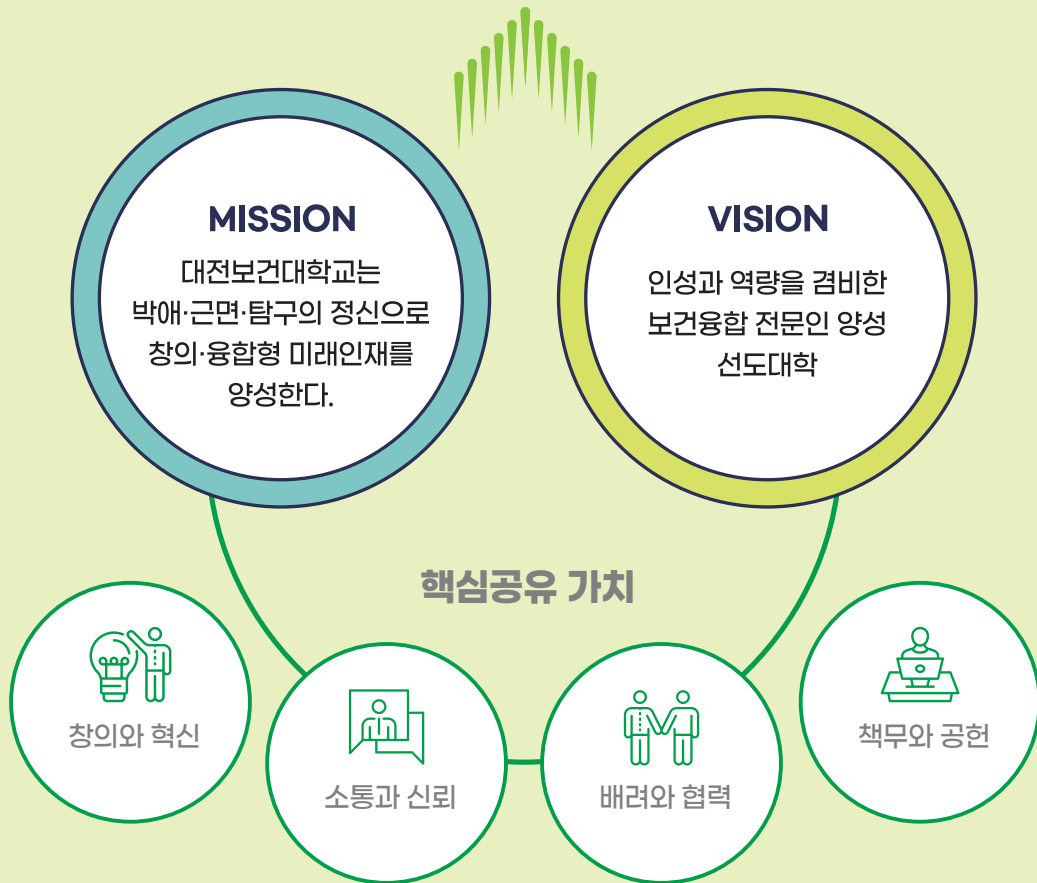 MISSION
대전보건대학교는
박애·근면·탐구의 정신으로
창의·융합형 미래인재를
양성한다.
VISION
인성과 역량을 겸비한
보건융합 전문인 양성
선도대학
핵심공유 가치
창의와 혁신
소통과 신뢰
배려와 협력
책무와 공헌